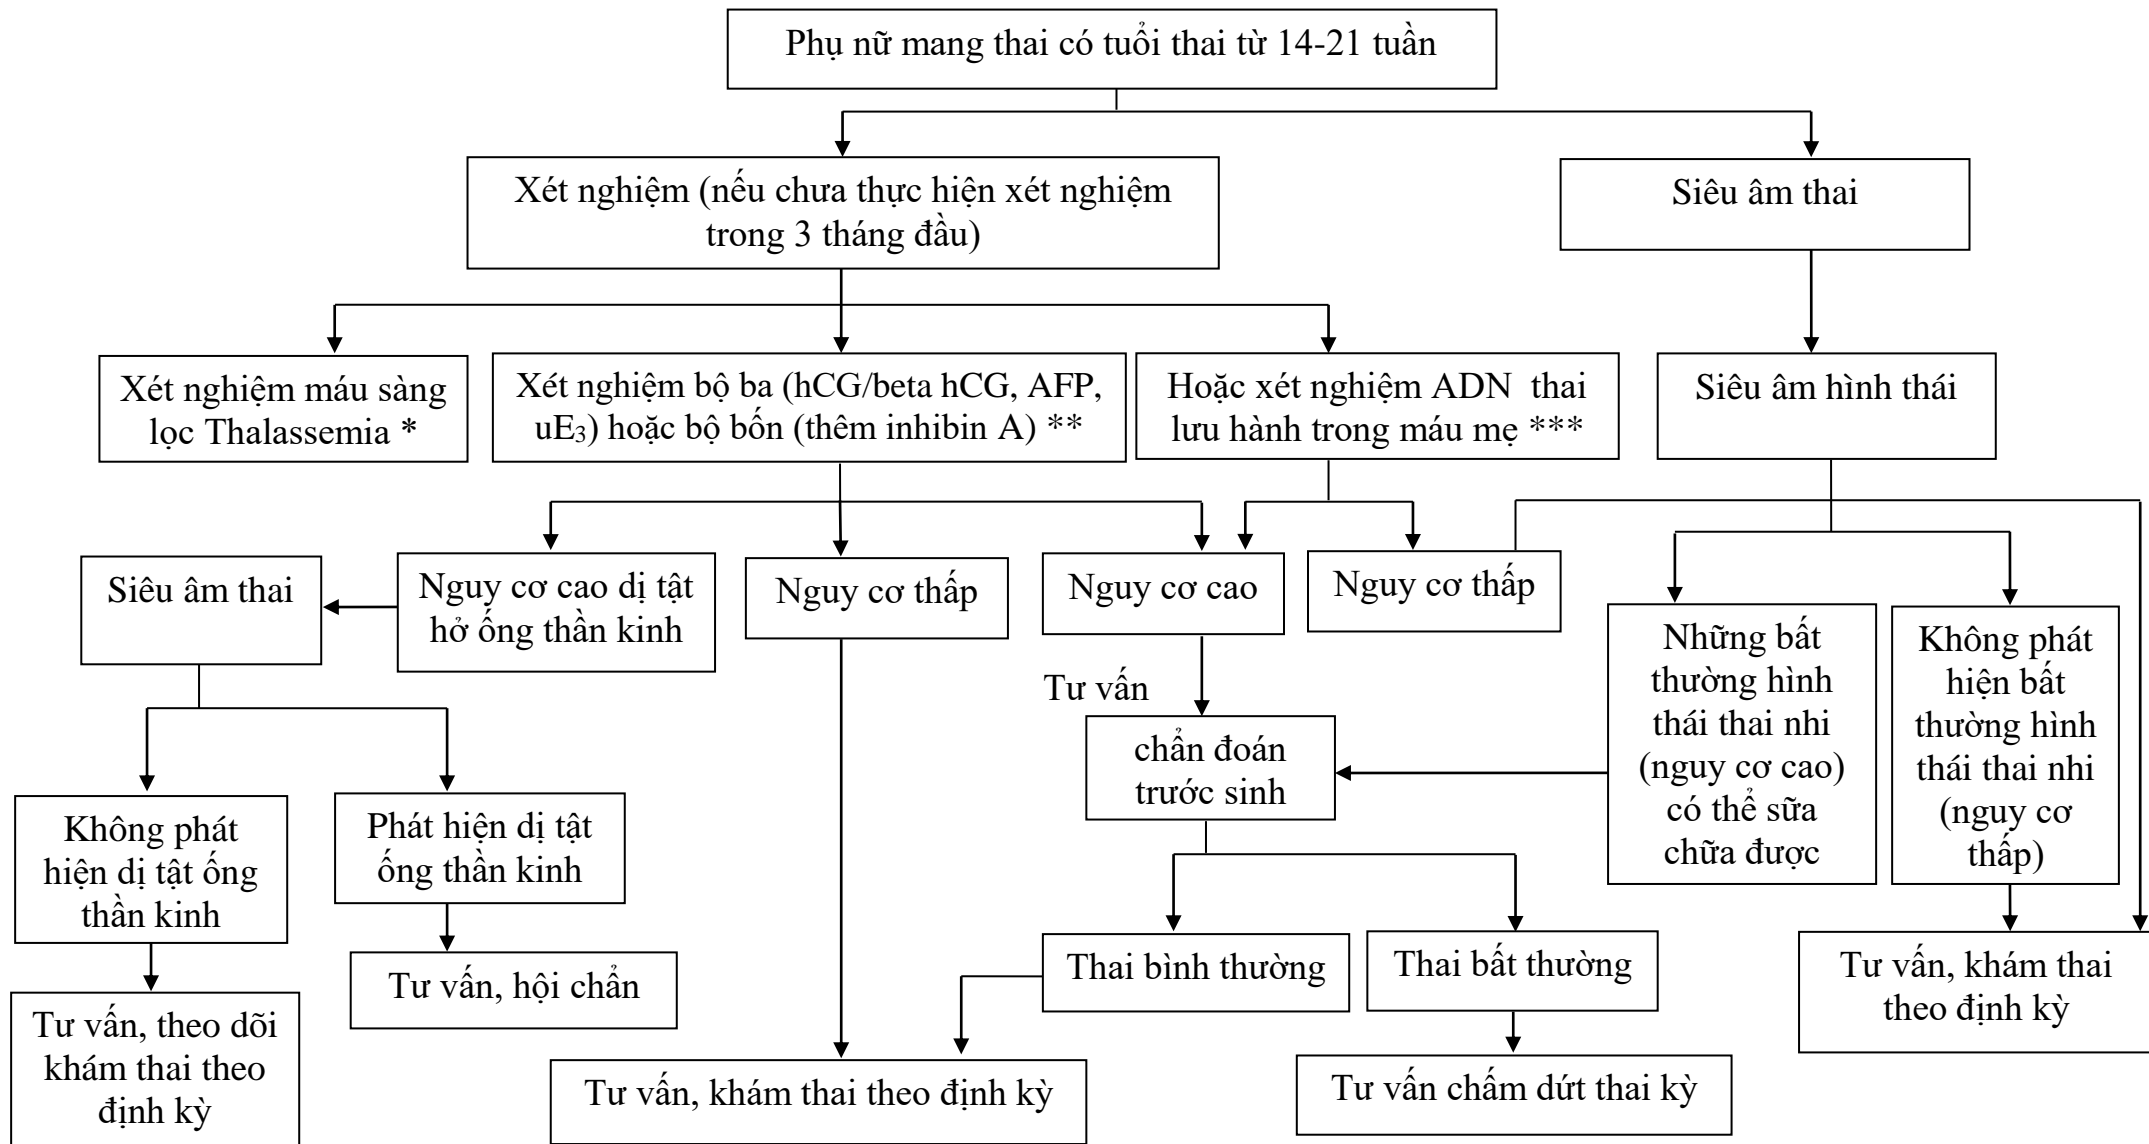 Phụ nữ mang thai có tuổi thai từ 14-21 tuần
Xét nghiệm (nếu chưa thực hiện xét nghiệm
trong 3 tháng đầu)
Siêu âm thai
Xét nghiệm máu sàng
lọc Thalassemia *
Xét nghiệm bộ ba (hCG/beta hCG, AFP,
uE₃) hoặc bộ bốn (thêm inhibin A) **
Hoặc xét nghiệm ADN thai
lưu hành trong máu mẹ ***
Siêu âm hình thái
Siêu âm thai
Nguy cơ cao dị tật
hở ống thần kinh
Nguy cơ thấp
Nguy cơ cao
Nguy cơ thấp
Những bất
thường hình
thái thai nhi
(nguy cơ cao)
có thể sữa
chữa được
Không phát
hiện bất
thường hình
thái thai nhi
(nguy cơ
thấp)
Tư vấn
chẩn đoán
trước sinh
Không phát
hiện dị tật ống
thần kinh
Phát hiện dị tật
ống thần kinh
Thai bình thường
Thai bất thường
Tư vấn, khám thai
theo định kỳ
Tư vấn, hội chẩn
Tư vấn, theo dõi
khám thai theo
định kỳ
Tư vấn, khám thai theo định kỳ
Tư vấn chấm dứt thai kỳ